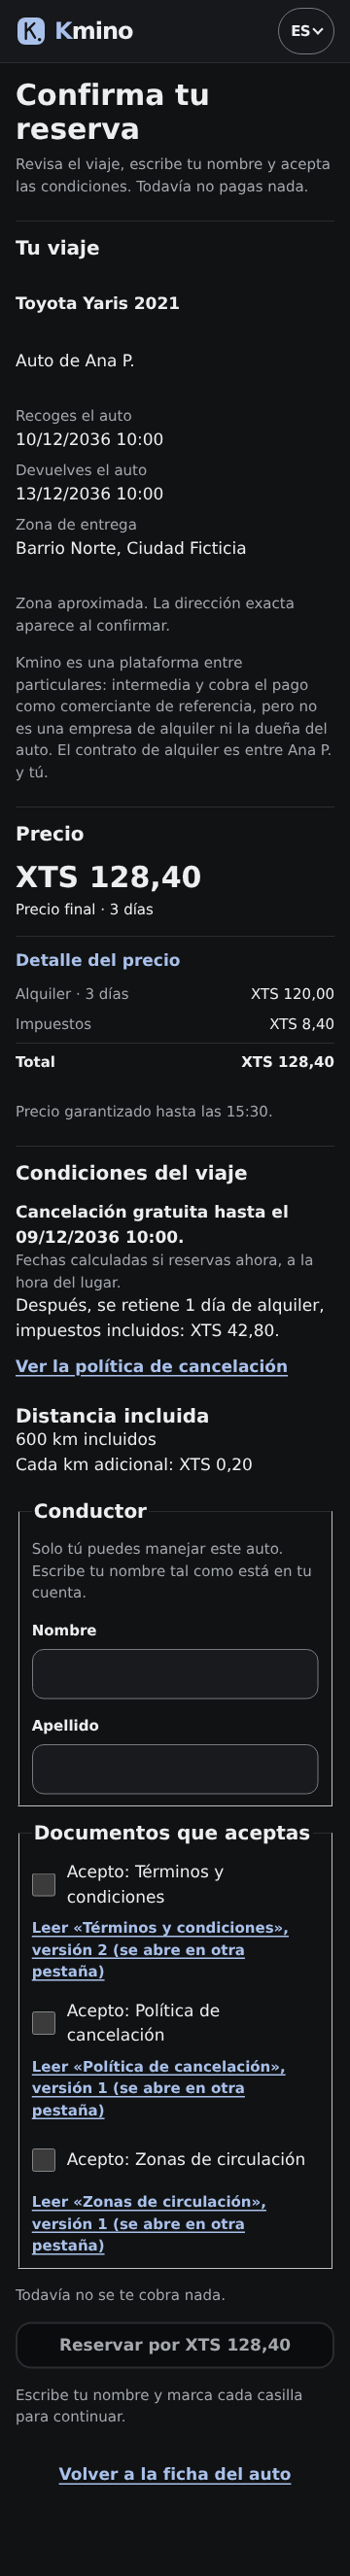 Kmino
ES
Confirma tu
reserva
Revisa el viaje, escribe tu nombre y acepta
las condiciones. Todavía no pagas nada.
Tu viaje
Toyota Yaris 2021
Auto de Ana P.
Recoges el auto
10/12/2036 10:00
Devuelves el auto
13/12/2036 10:00
Zona de entrega
Barrio Norte, Ciudad Ficticia
Zona aproximada. La dirección exacta
aparece al confirmar.
Kmino es una plataforma entre
particulares: intermedia y cobra el pago
como comerciante de referencia, pero no
es una empresa de alquiler ni la dueña del
auto. El contrato de alquiler es entre Ana P.
y tú.
Precio
XTS 128,40
Precio final · 3 días
Detalle del precio
Alquiler · 3 días XTS 120,00
Impuestos XTS 8,40
Total XTS 128,40
Precio garantizado hasta las 15:30.
Condiciones del viaje
Cancelación gratuita hasta el
09/12/2036 10:00.
Fechas calculadas si reservas ahora, a la
hora del lugar.
Después, se retiene 1 día de alquiler,
impuestos incluidos: XTS 42,80.
Ver la política de cancelación
Distancia incluida
600 km incluidos
Cada km adicional: XTS 0,20
Conductor
Solo tú puedes manejar este auto.
Escribe tu nombre tal como está en tu
cuenta.
Nombre
Apellido
Documentos que aceptas
Acepto: Términos y
condiciones
Leer «Términos y condiciones»,
versión 2 (se abre en otra
pestaña)
Acepto: Política de
cancelación
Leer «Política de cancelación»,
versión 1 (se abre en otra
pestaña)
Acepto: Zonas de circulación
Leer «Zonas de circulación»,
versión 1 (se abre en otra
pestaña)
Todavía no se te cobra nada.
Reservar por XTS 128,40
Escribe tu nombre y marca cada casilla
para continuar.
Volver a la ficha del auto